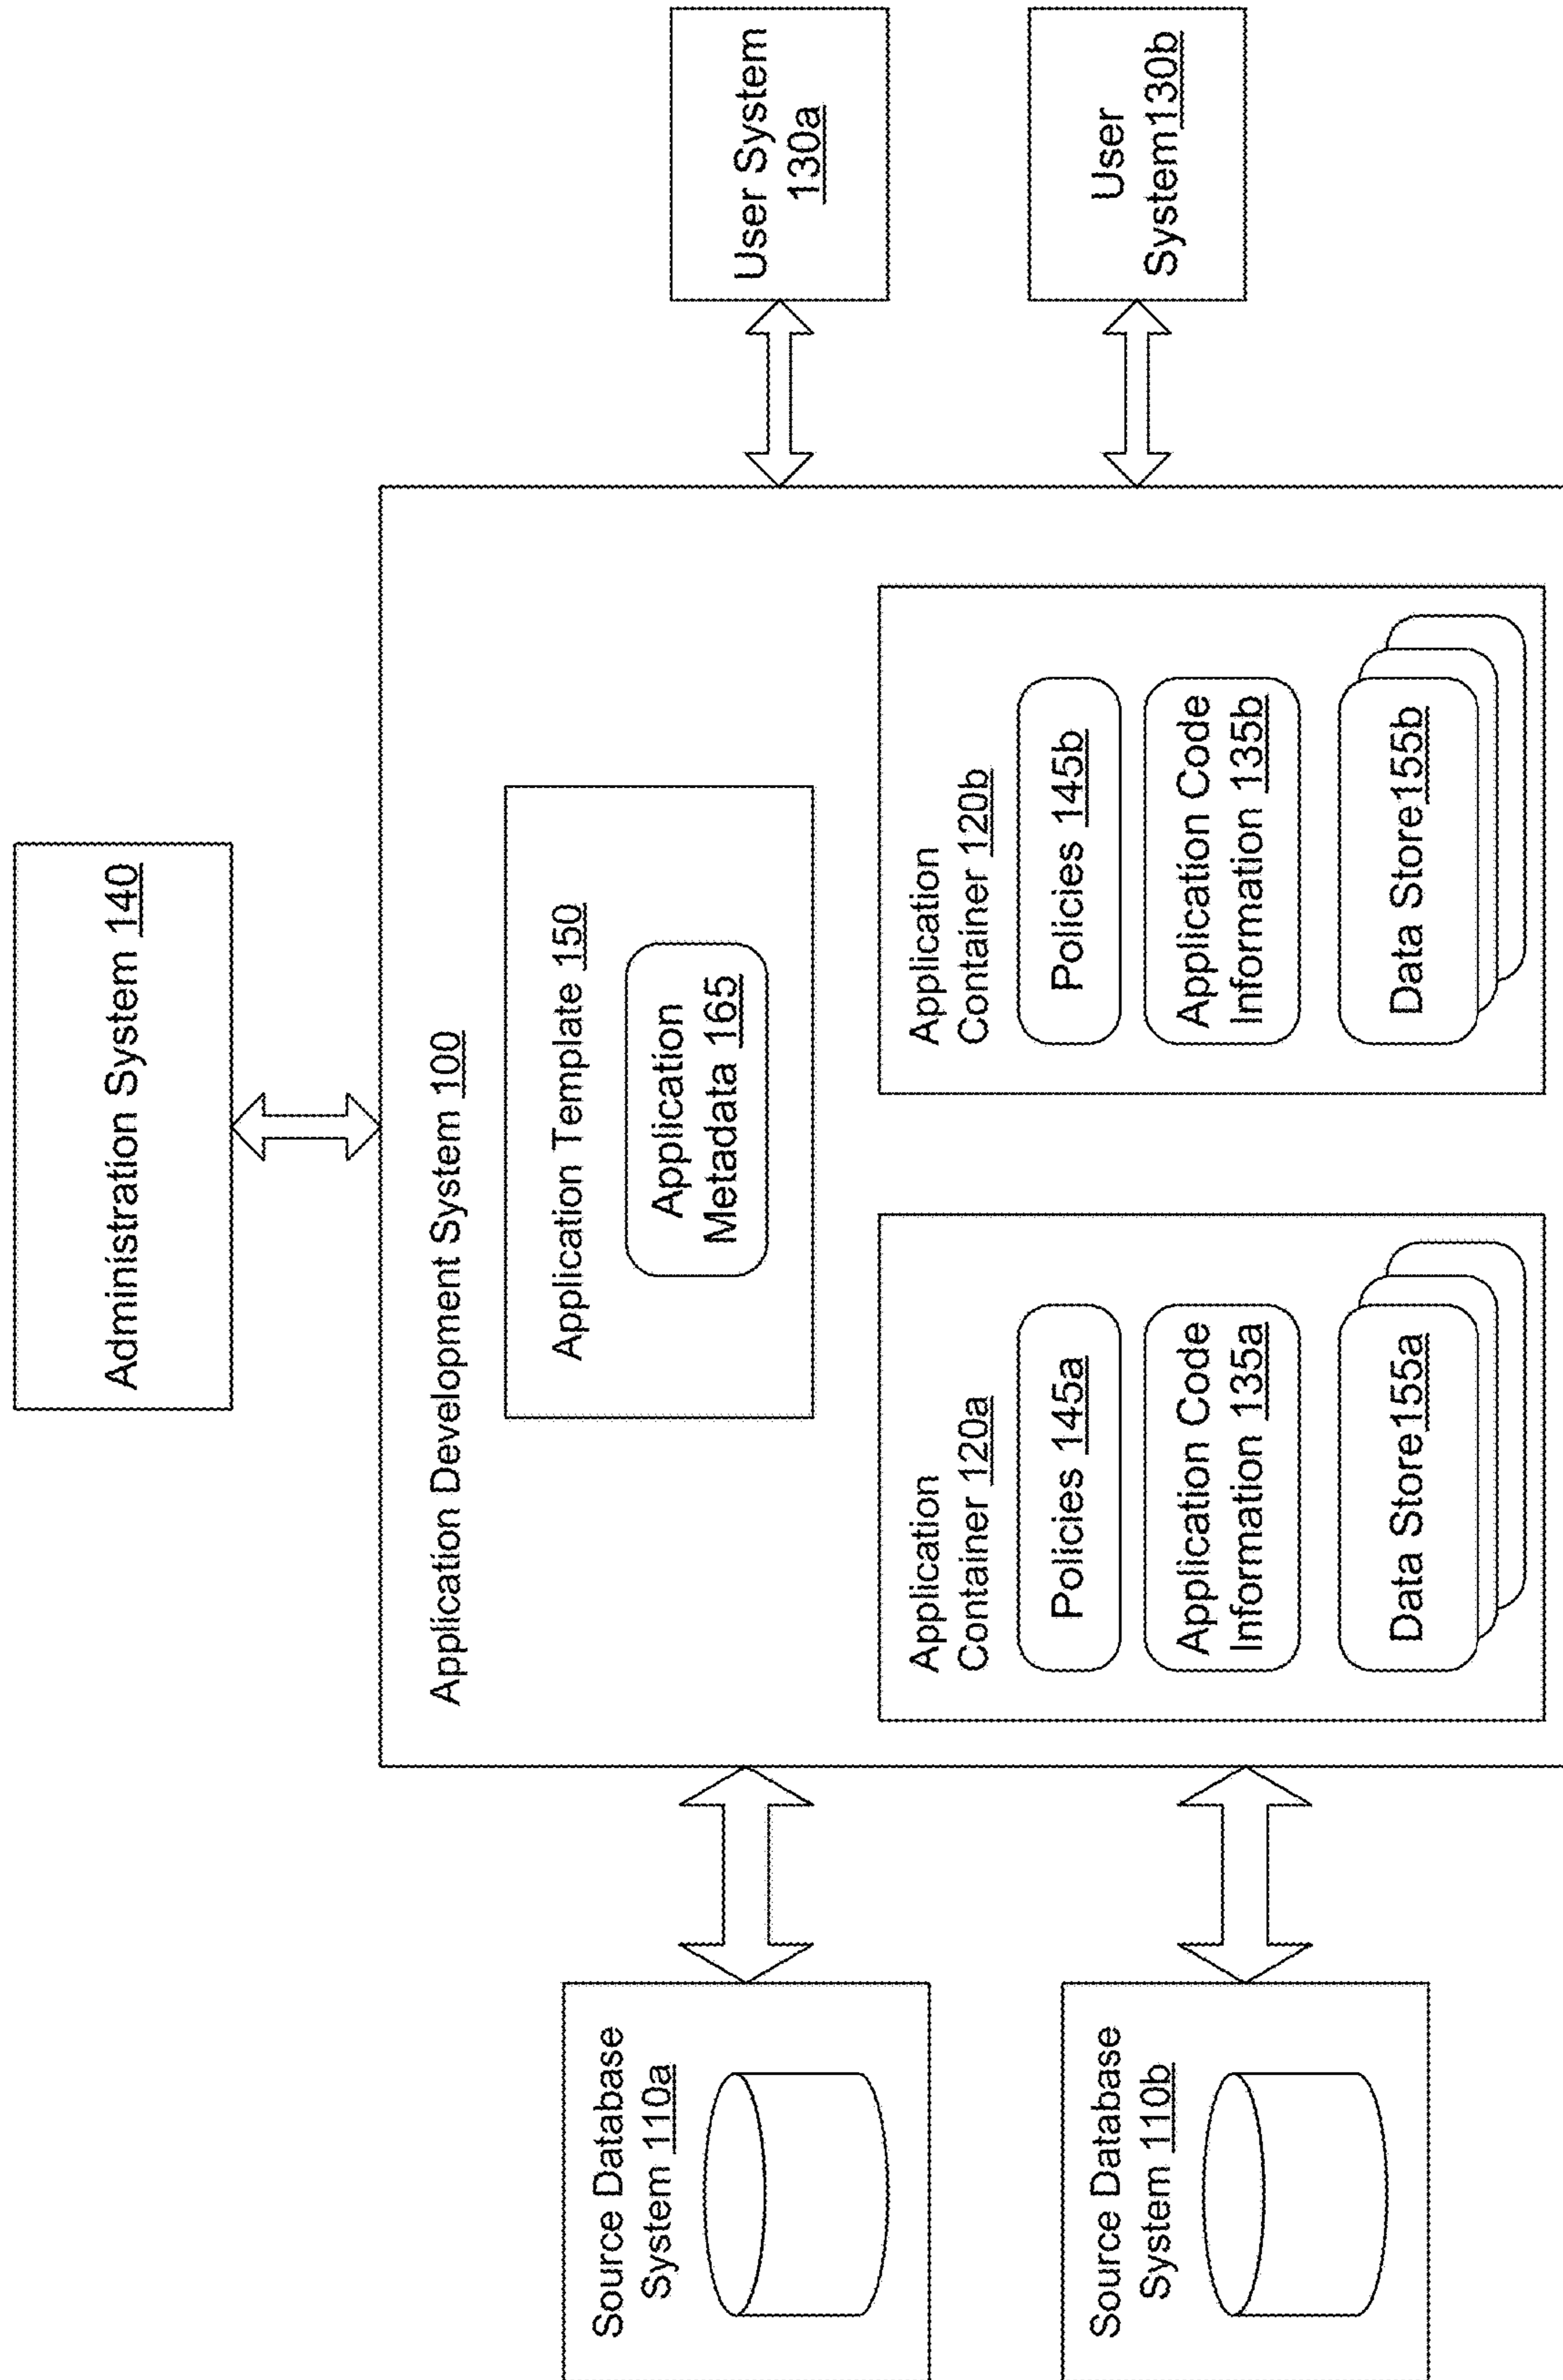 Administration System 140
Application Development System 100
Application Template 150
Application
Metadata 165
Source Database
System 110a
Source Database
System 110b
Application
Container 120a
Policies 145a
Application Code
Information 135a
Data Store155a
Application
Container 120b
Policies 145b
Application Code
Information 135b
Data Store155b
User System
130a
User
System130b